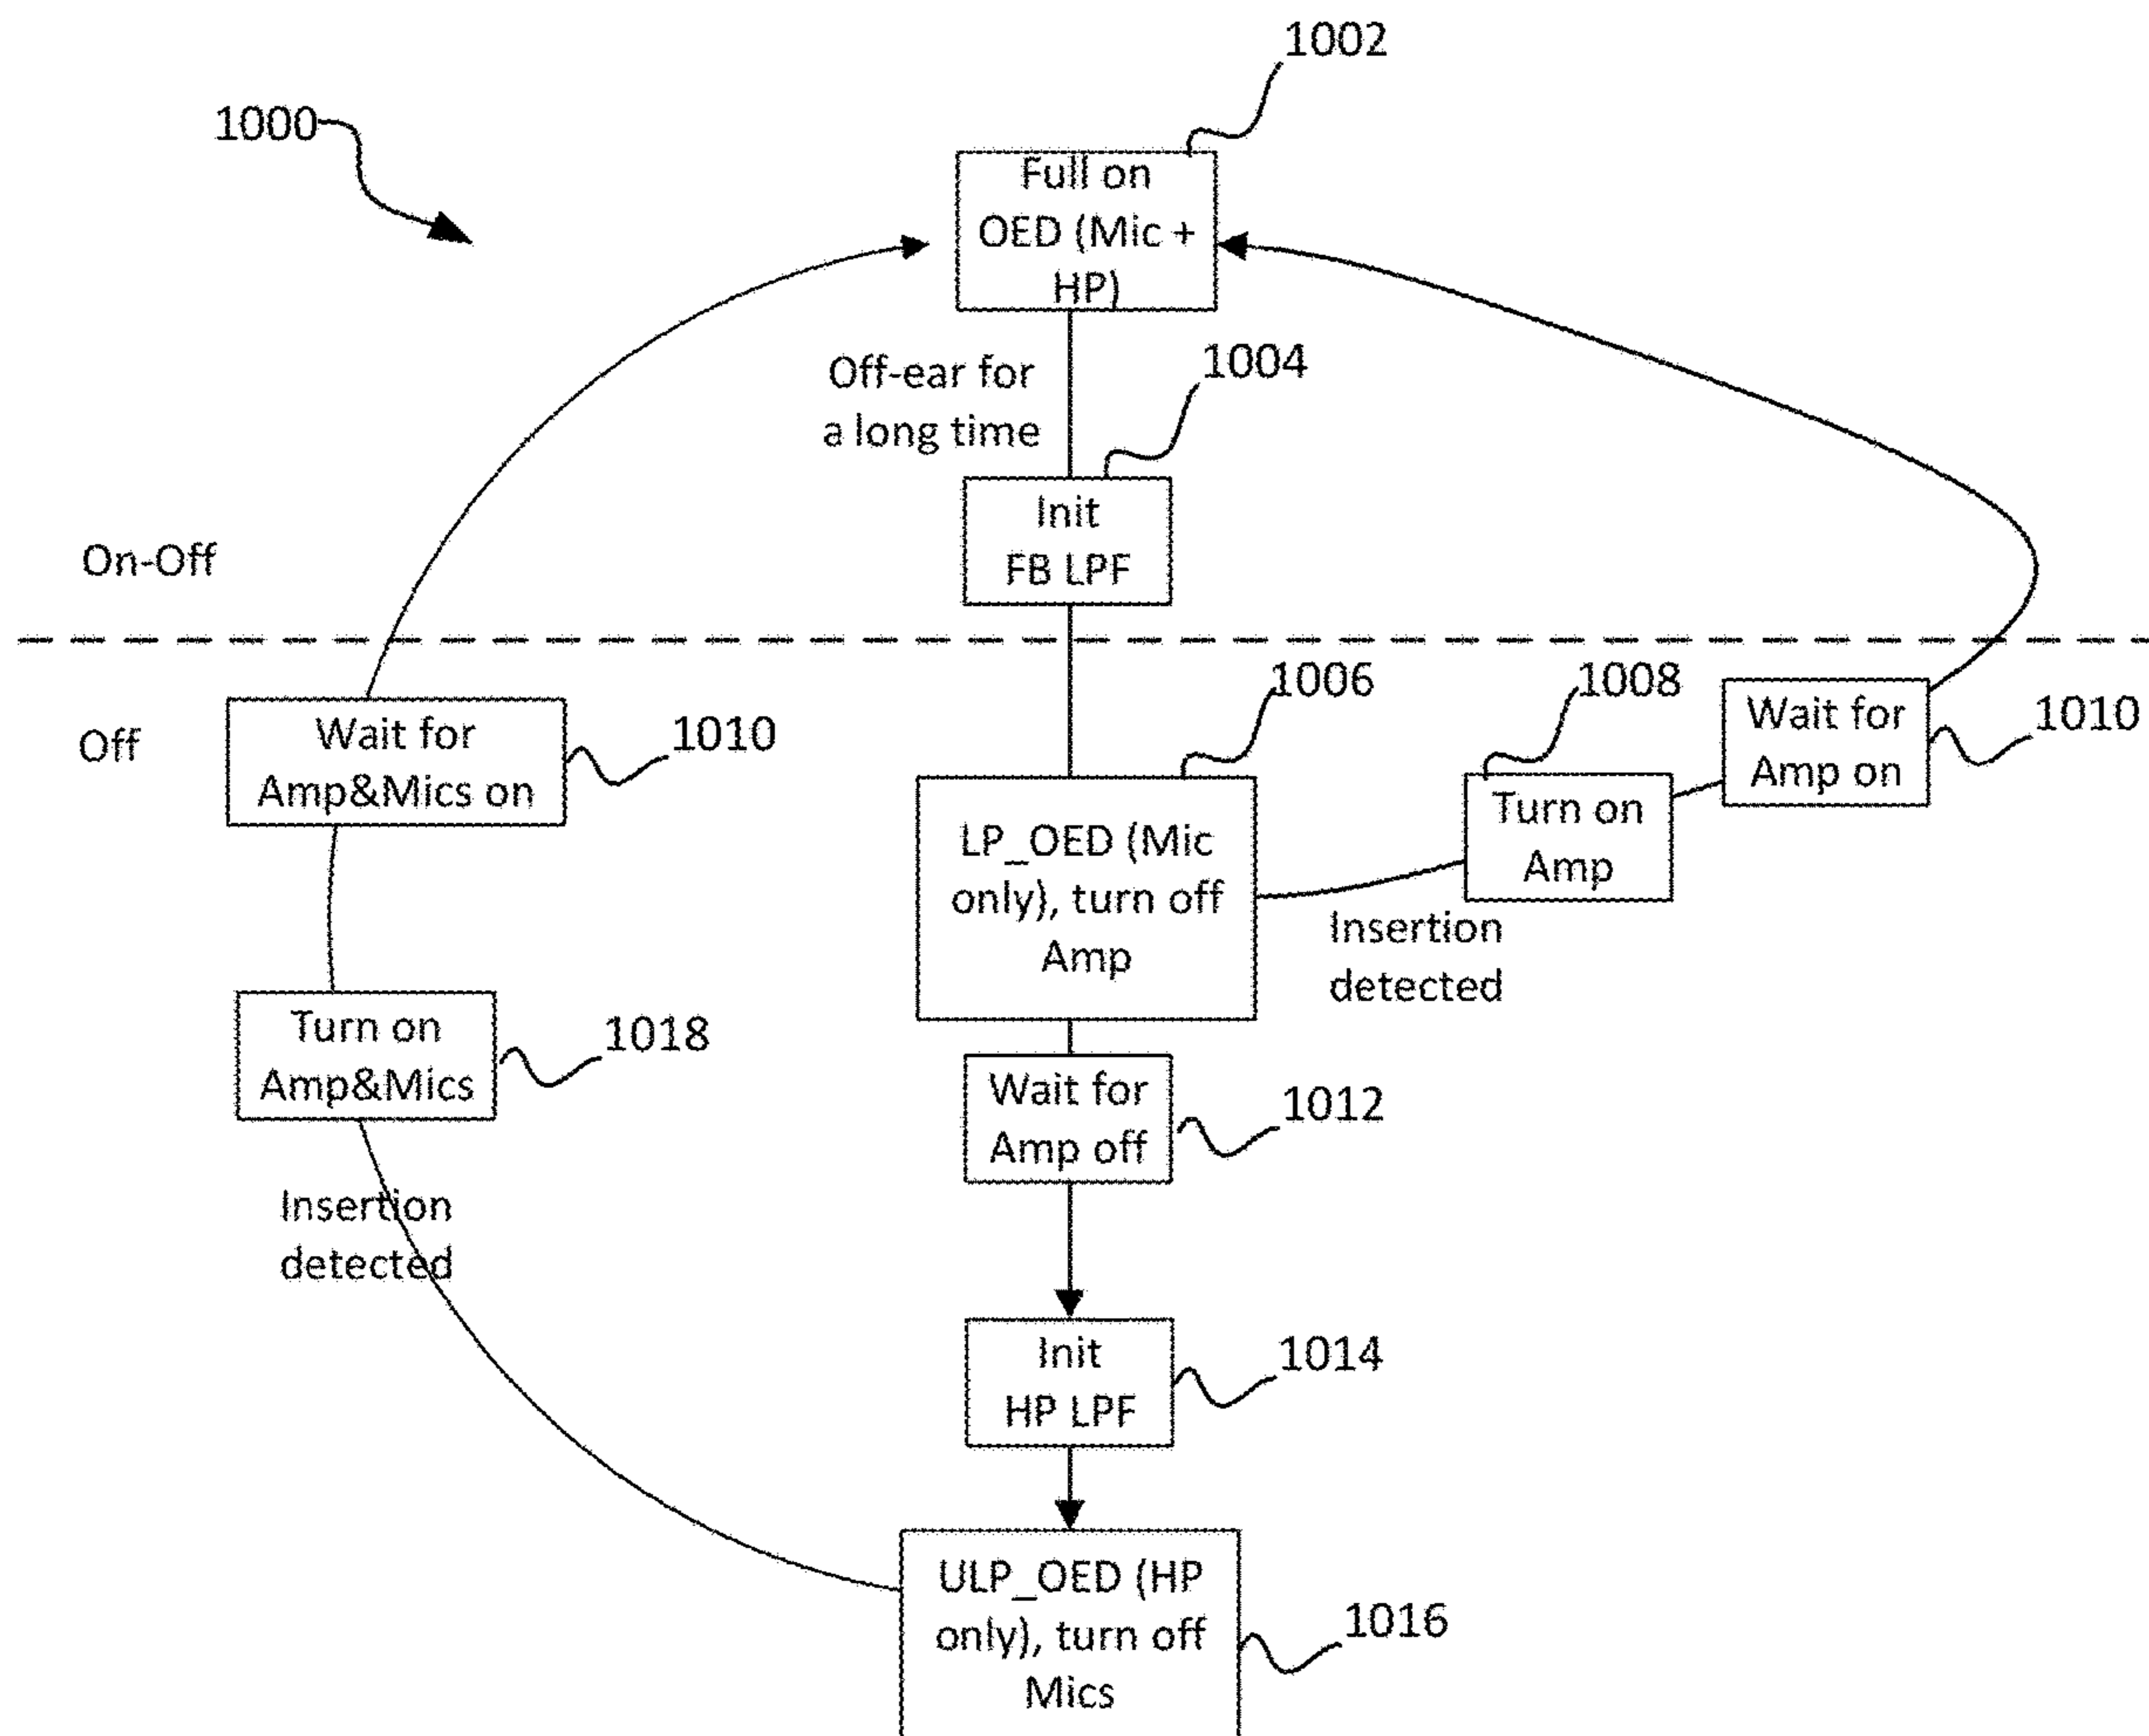 1002
1000
Full on
OED (Mic +
HP)
Off-ear for
a long time
1004
Init
FB LPF
On-Off
Off
1006
1008
1010
Wait for
Amp on
Wait for
Amp&Mics on
1010
Turn on
Amp
LP_OED (Mic
only), turn off
Amp
Insertion
detected
Turn on
Amp&Mics
1018
Wait for
Amp off
1012
Insertion
detected
Init
HP LPF
1014
ULP_OED (HP
only), turn off
Mics
1016